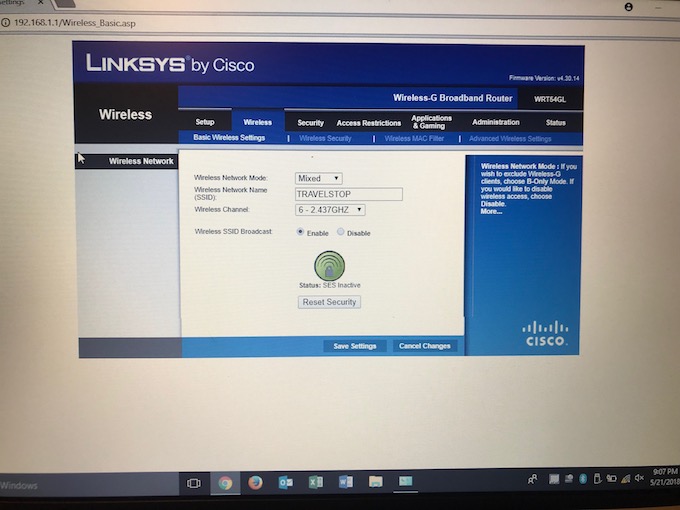 ettings
192.168.1.1/Wireless_Basic.asp
LINKSYS® by Cisco
Firmware Version: v4.30.14
Wireless-G Broadband Router WRT54GL
Wireless
Setup Wireless Security Access Restrictions Applications & Gaming Administration Status
Basic Wireless Settings | Wireless Security | Wireless MAC Filter | Advanced Wireless Settings
Wireless Network
Wireless Network Mode: Mixed
Wireless Network Name (SSID): TRAVELSTOP
Wireless Channel: 6 - 2.437GHZ
Wireless SSID Broadcast: Enable Disable
Status: SES Inactive
Reset Security
Wireless Network Mode : If you
wish to exclude Wireless-G
clients, choose B-Only Mode. If
you would like to disable
wireless access, choose
Disable.
More...
Save Settings Cancel Changes
CISCO.
Windows
9:07 PM
5/21/2018